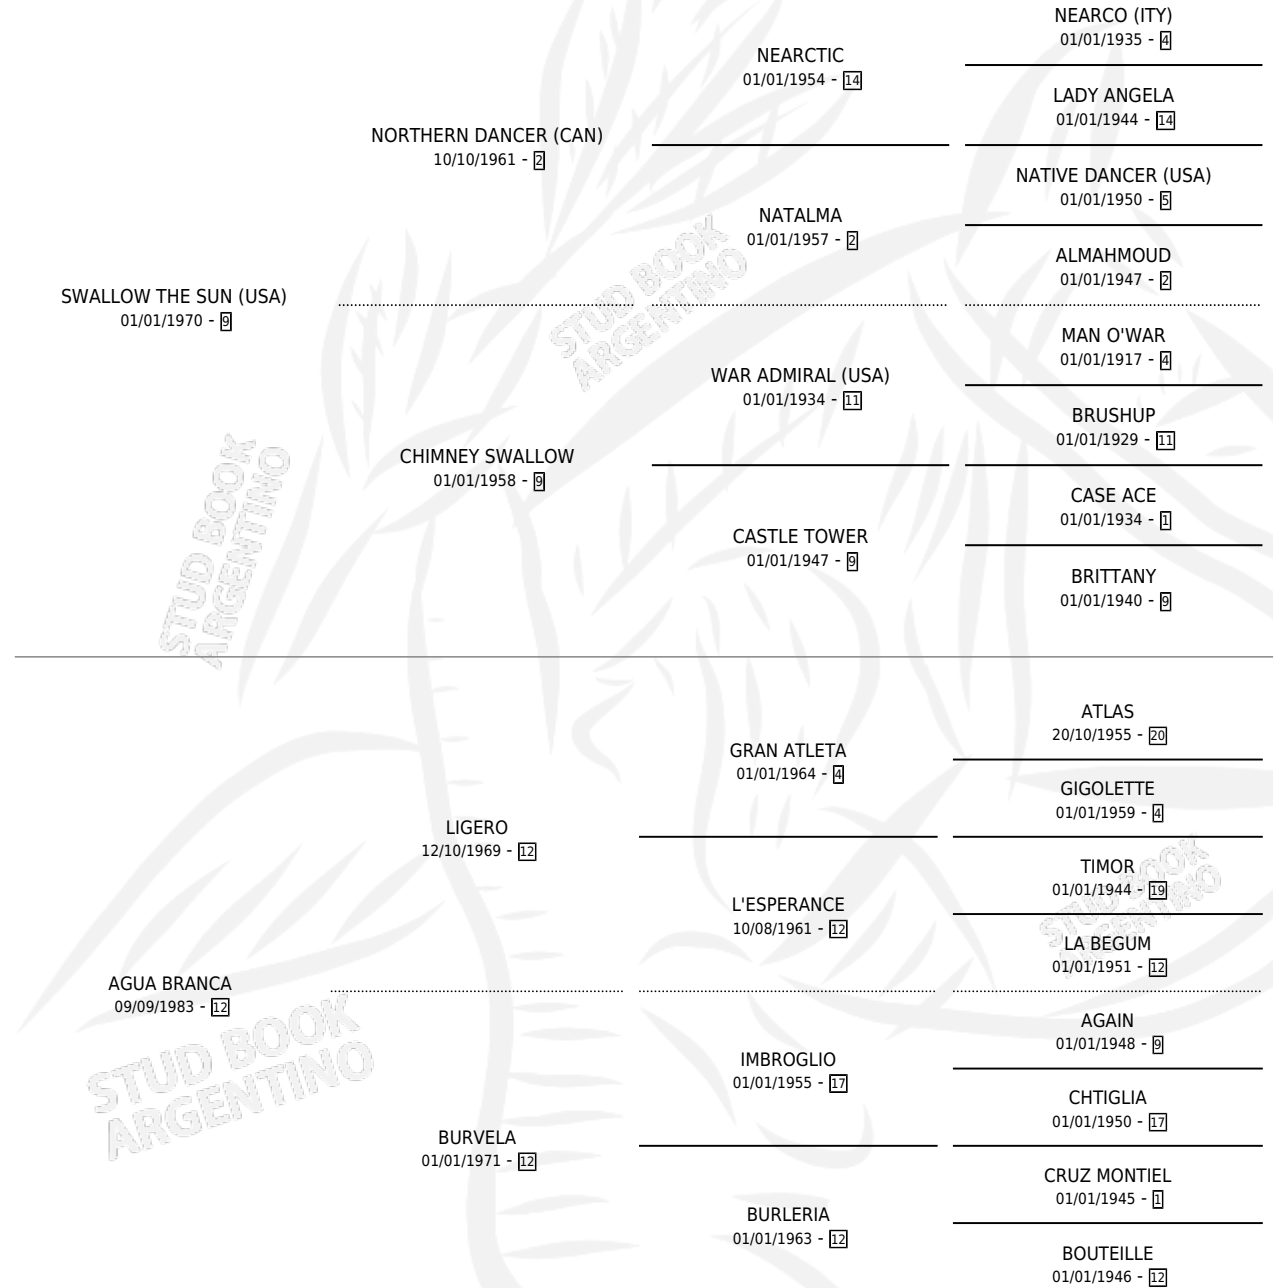 NEARCO (ITY)
01/01/1935 - 4
NEARCTIC
01/01/1954 - 14
LADY ANGELA
01/01/1944 - 14
NORTHERN DANCER (CAN)
10/10/1961 - 2
NATIVE DANCER (USA)
01/01/1950 - 5
NATALMA
01/01/1957 - 2
ALMAHMOUD
01/01/1947 - 2
SWALLOW THE SUN (USA)
01/01/1970 - 9
MAN O'WAR
01/01/1917 - 4
WAR ADMIRAL (USA)
01/01/1934 - 11
BRUSHUP
01/01/1929 - 11
CHIMNEY SWALLOW
01/01/1958 - 9
CASE ACE
01/01/1934 - 1
CASTLE TOWER
01/01/1947 - 9
BRITTANY
01/01/1940 - 9
ATLAS
20/10/1955 - 20
GRAN ATLETA
01/01/1964 - 4
GIGOLETTE
01/01/1959 - 4
LIGERO
12/10/1969 - 12
TIMOR
01/01/1944 - 19
L'ESPERANCE
10/08/1961 - 12
LA BEGUM
01/01/1951 - 12
AGUA BRANCA
09/09/1983 - 12
AGAIN
01/01/1948 - 9
IMBROGLIO
01/01/1955 - 17
CHTIGLIA
01/01/1950 - 17
BURVELA
01/01/1971 - 12
CRUZ MONTIEL
01/01/1945 - 1
BURLERIA
01/01/1963 - 12
BOUTEILLE
01/01/1946 - 12
STUD BOOK
ARGENTINO
STUD BOOK
ARGENTINO
STUD BOOK
ARGENTINO
STUD BOOK
ARGENTINO